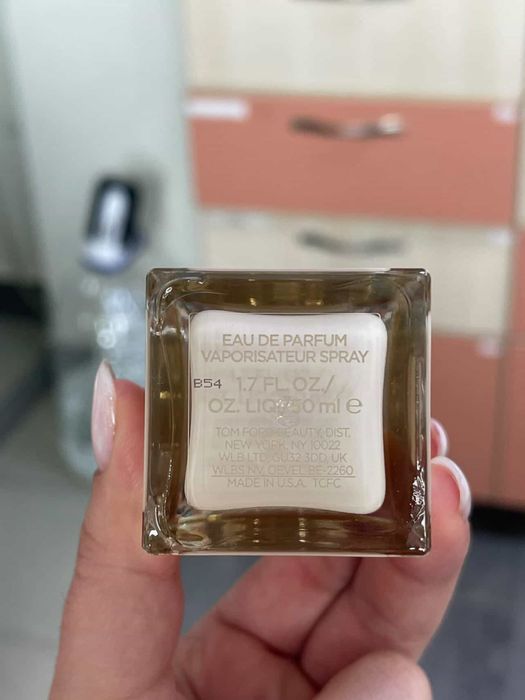 EAU DE PARFUM
VAPORISATEUR SPRAY
B54 1.7 FL. OZ./
OZ. LIQ./50 ml ℮
TOM FORD BEAUTY, DIST.
NEW YORK, NY 10022
WLB LTD, GU32 3DD, UK
WLBS NV, OEVEL BE-2260
MADE IN U.S.A. TCFC